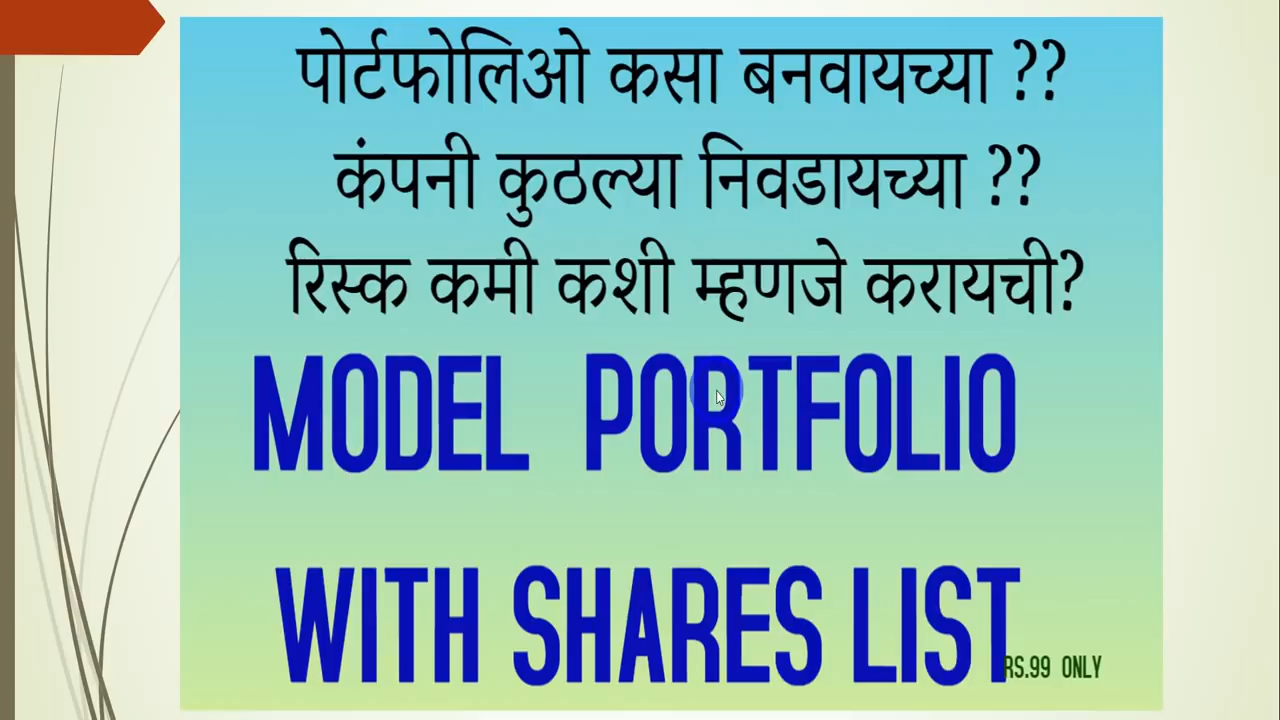 पोर्टफोलिओ कसा बनवायच्या ??
कंपनी कुठल्या निवडायच्या ??
रिस्क कमी कशी म्हणजे करायची?
MODEL PORTFOLIO
WITH SHARES LIST
RS.99 ONLY